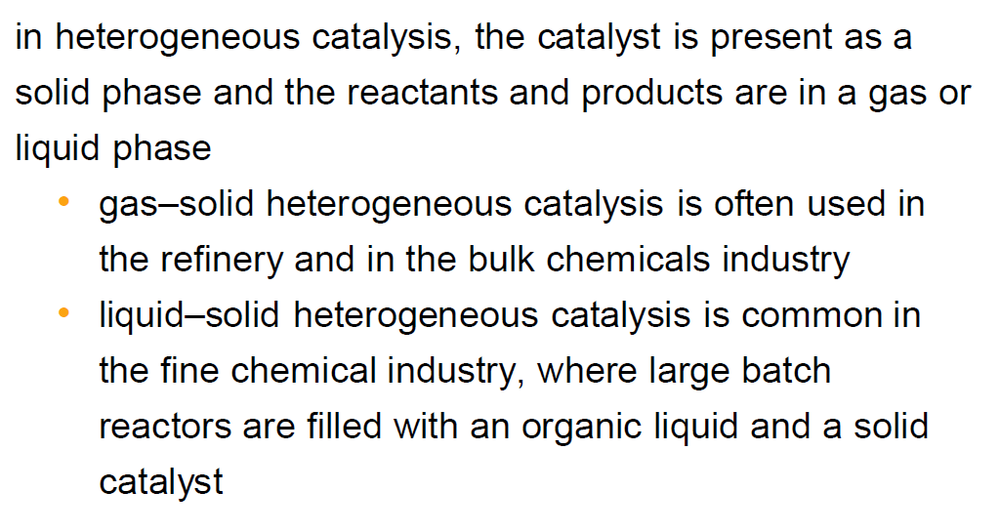 in heterogeneous catalysis, the catalyst is present as a
solid phase and the reactants and products are in a gas or
liquid phase
• gas–solid heterogeneous catalysis is often used in
the refinery and in the bulk chemicals industry
• liquid–solid heterogeneous catalysis is common in
the fine chemical industry, where large batch
reactors are filled with an organic liquid and a solid
catalyst